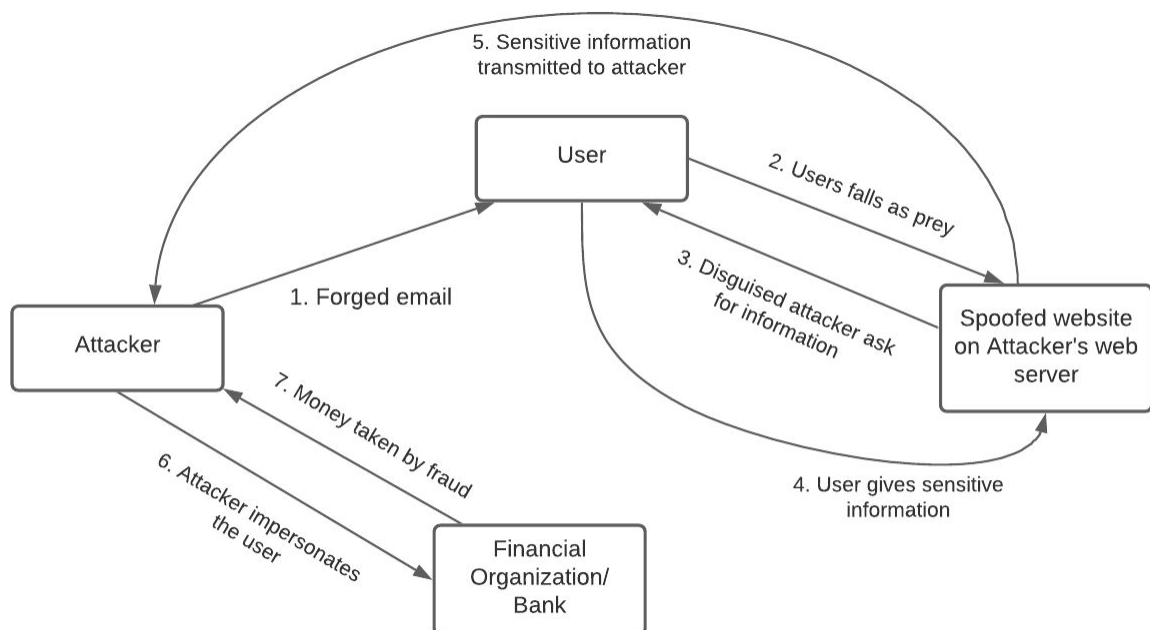 5. Sensitive information
transmitted to attacker
User
2. Users falls as prey
3. Disguised attacker ask
for information
1. Forged email
Attacker
Spoofed website
on Attacker's web
server
7. Money taken by fraud
6. Attacker impersonates
the user
4. User gives sensitive
information
Financial
Organization/
Bank